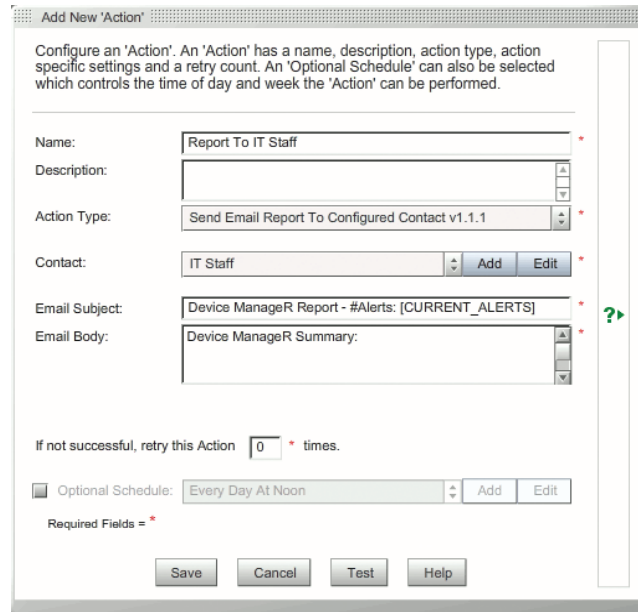 Add New 'Action'
Configure an 'Action'. An 'Action' has a name, description, action type, action
specific settings and a retry count. An 'Optional Schedule' can also be selected
which controls the time of day and week the 'Action' can be performed.
Name: Report To IT Staff *
Description:
Action Type: Send Email Report To Configured Contact v1.1.1 *
Contact: IT Staff Add Edit *
Email Subject: Device ManageR Report - #Alerts: [CURRENT_ALERTS] *
?
Email Body: Device ManageR Summary: *
If not successful, retry this Action 0 * times.
Optional Schedule: Every Day At Noon Add Edit
Required Fields = *
Save Cancel Test Help